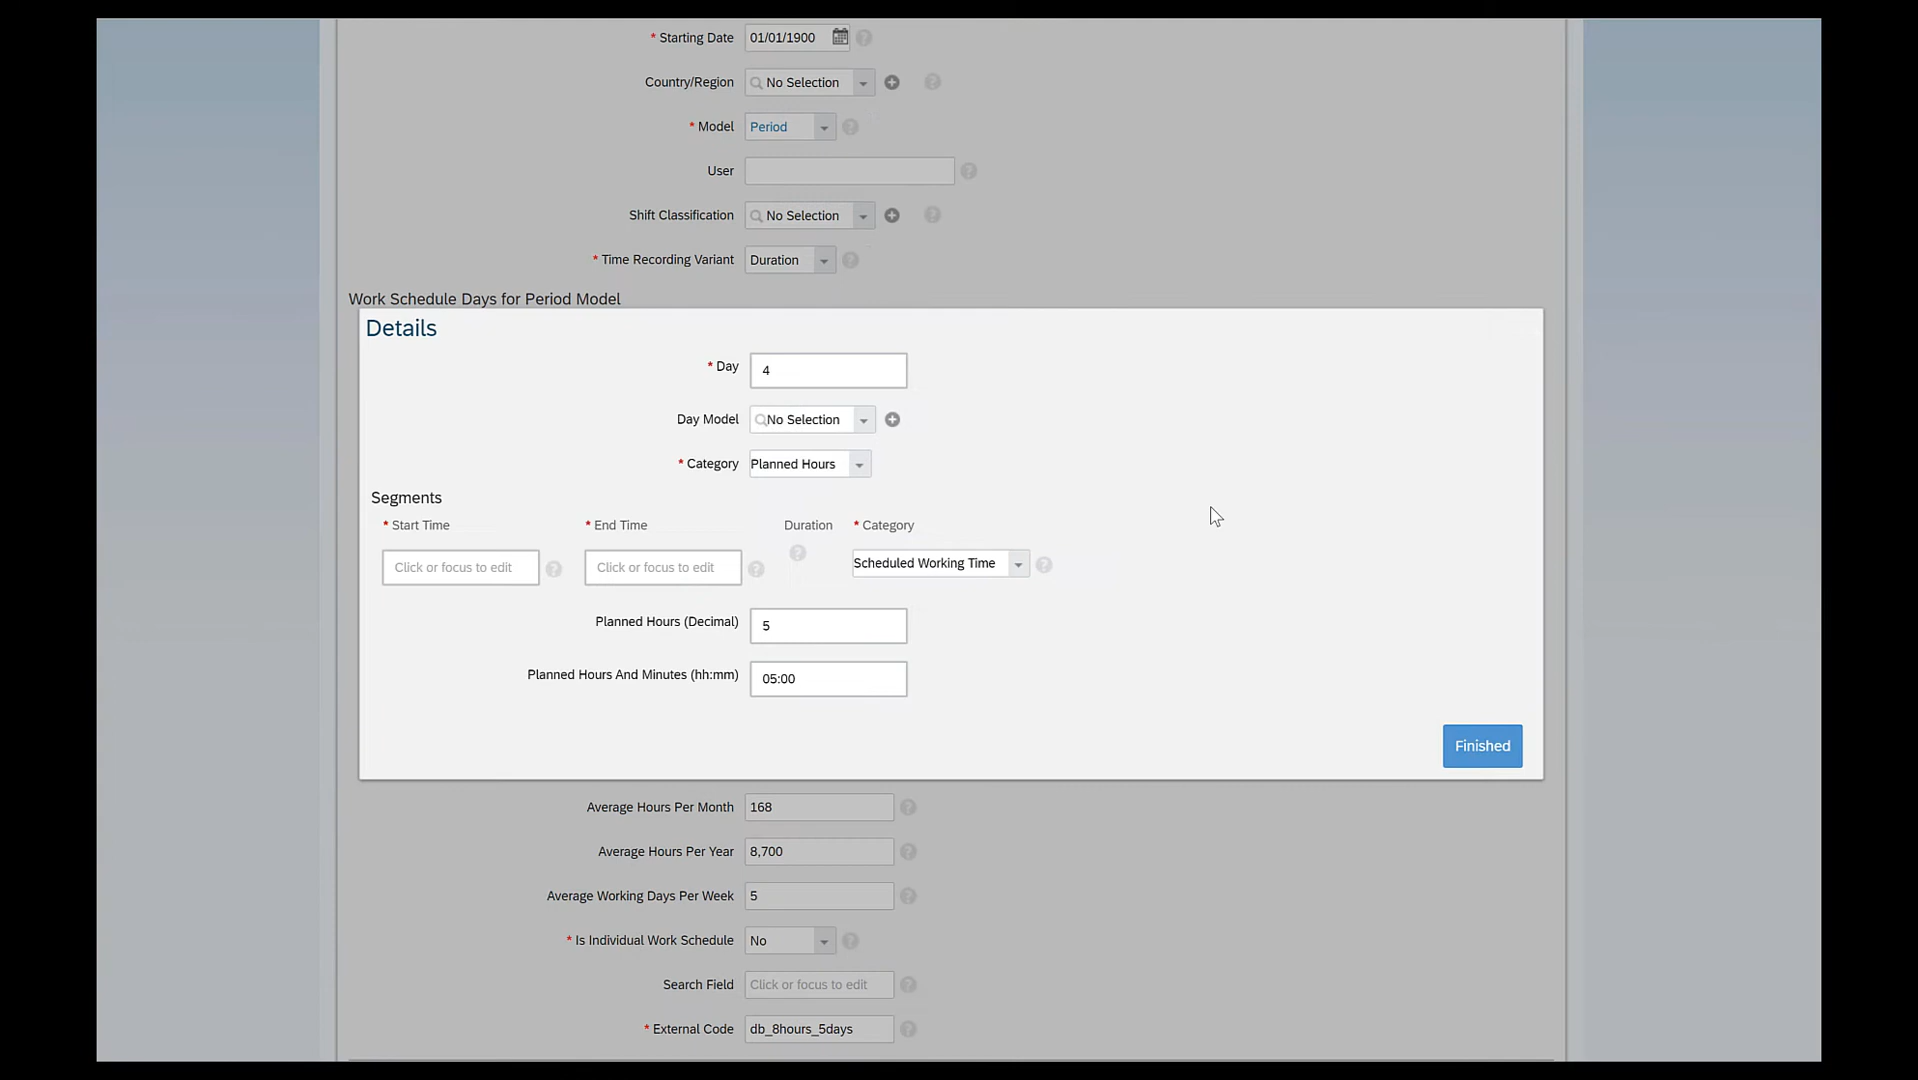 * Starting Date 01/01/1900 ?
Country/Region No Selection ?
* Model Period ?
User ?
Shift Classification No Selection ?
* Time Recording Variant Duration ?
Work Schedule Days for Period Model
Details
* Day 4
Day Model No Selection
* Category Planned Hours
Segments
* Start Time * End Time Duration * Category
Click or focus to edit ? Click or focus to edit ? ? Scheduled Working Time ?
Planned Hours (Decimal) 5
Planned Hours And Minutes (hh:mm) 05:00
Finished
Average Hours Per Month 168 ?
Average Hours Per Year 8,700 ?
Average Working Days Per Week 5 ?
* Is Individual Work Schedule No ?
Search Field Click or focus to edit ?
* External Code db_8hours_5days ?